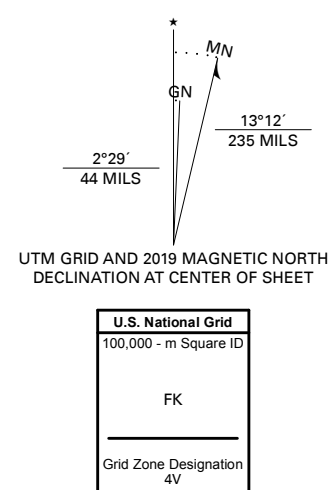 ★
MN
GN
13°12´
235 MILS
2°29´
44 MILS
UTM GRID AND 2019 MAGNETIC NORTH
DECLINATION AT CENTER OF SHEET
U.S. National Grid
100,000 - m Square ID
FK
Grid Zone Designation
4V